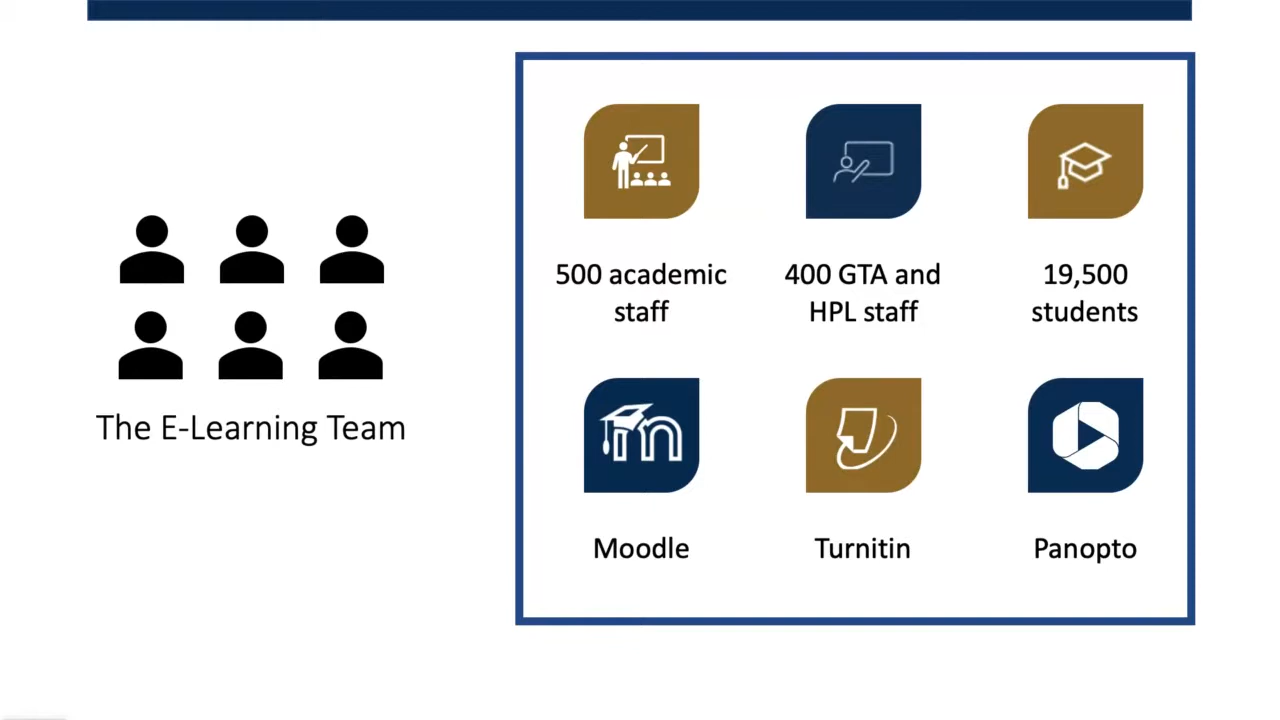 500 academic
staff
400 GTA and
HPL staff
19,500
students
The E-Learning Team
Moodle
Turnitin
Panopto